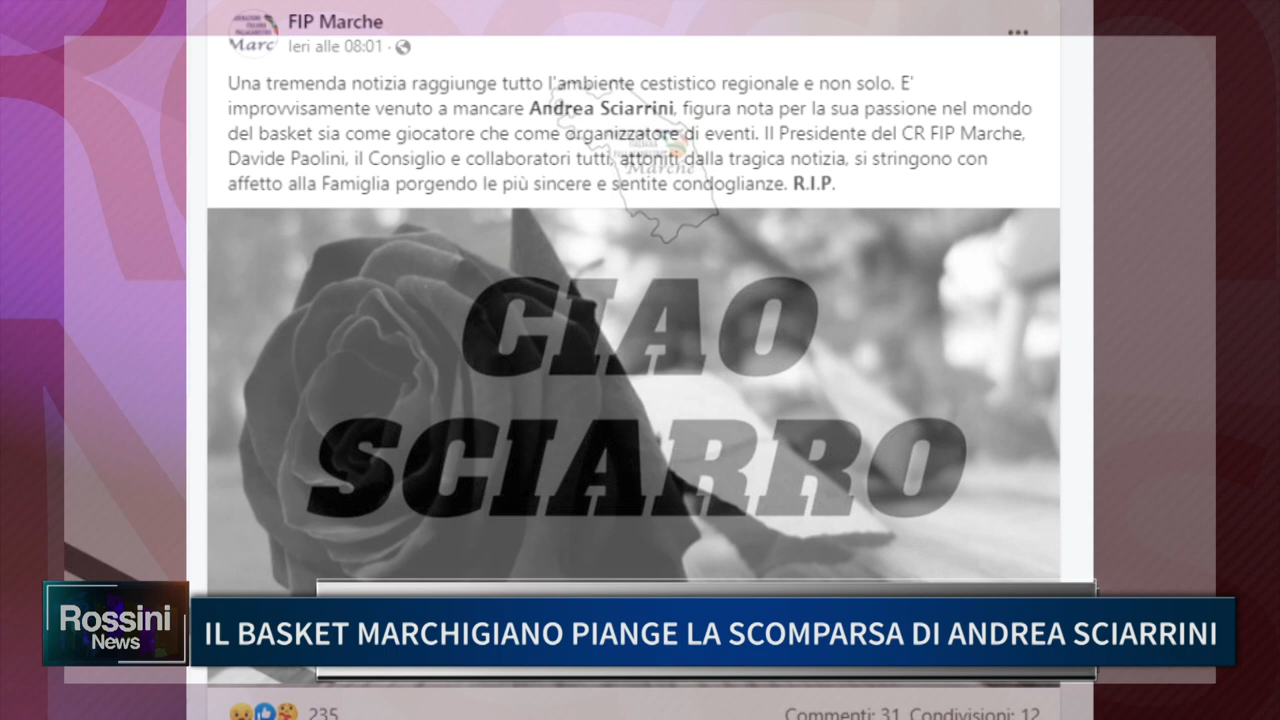 FIP Marche
Ieri alle 08:01 ·
Una tremenda notizia raggiunge tutto l'ambiente cestistico regionale e non solo. E'
improvvisamente venuto a mancare Andrea Sciarrini, figura nota per la sua passione nel mondo
del basket sia come giocatore che come organizzatore di eventi. Il Presidente del CR FIP Marche,
Davide Paolini, il Consiglio e collaboratori tutti, attoniti dalla tragica notizia, si stringono con
affetto alla Famiglia porgendo le più sincere e sentite condoglianze. R.I.P.
Marche
CIAO
SCIARRO
Rossini
News
IL BASKET MARCHIGIANO PIANGE LA SCOMPARSA DI ANDREA SCIARRINI
235
Commenti: 31 Condivisioni: 12